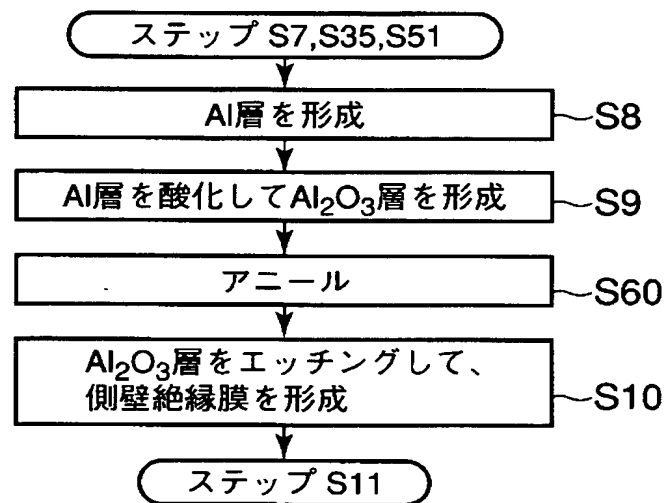 ステップ S7,S35,S51
Al層を形成
S8
Al層を酸化してAl₂O₃層を形成
S9
アニール
S60
Al₂O₃層をエッチングして、
側壁絶縁膜を形成
S10
ステップ S11